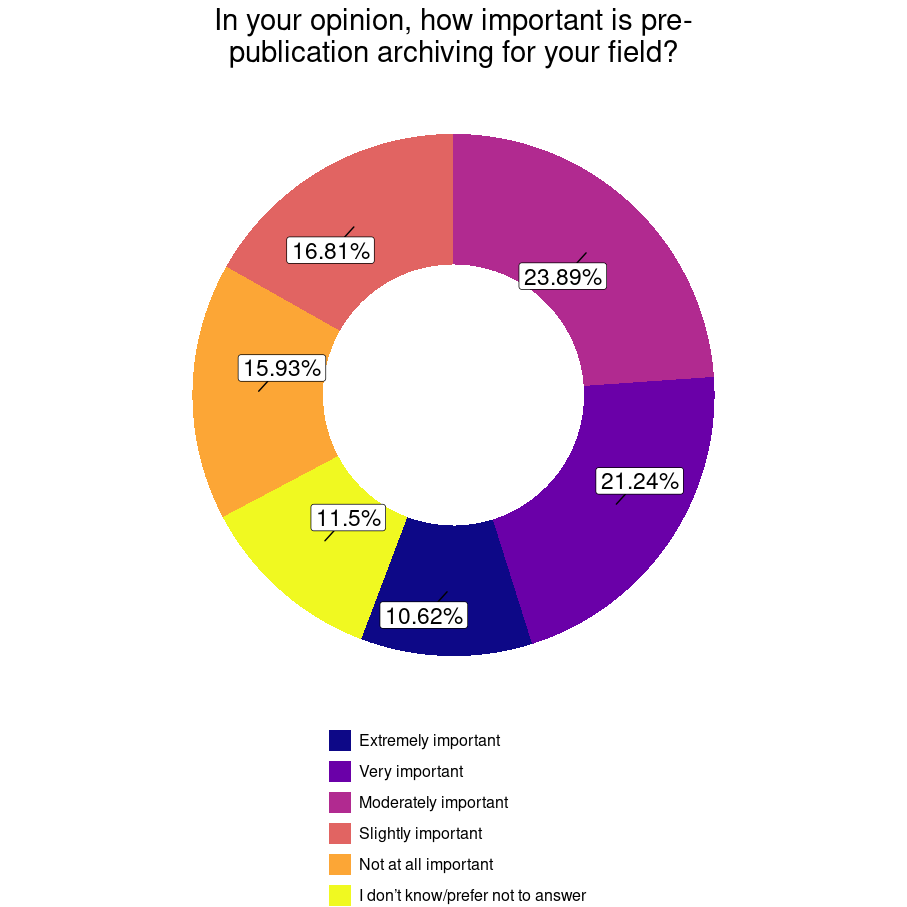 In your opinion, how important is pre-
publication archiving for your field?
16.81%
23.89%
15.93%
21.24%
11.5%
10.62%
Extremely important
Very important
Moderately important
Slightly important
Not at all important
I don't know/prefer not to answer